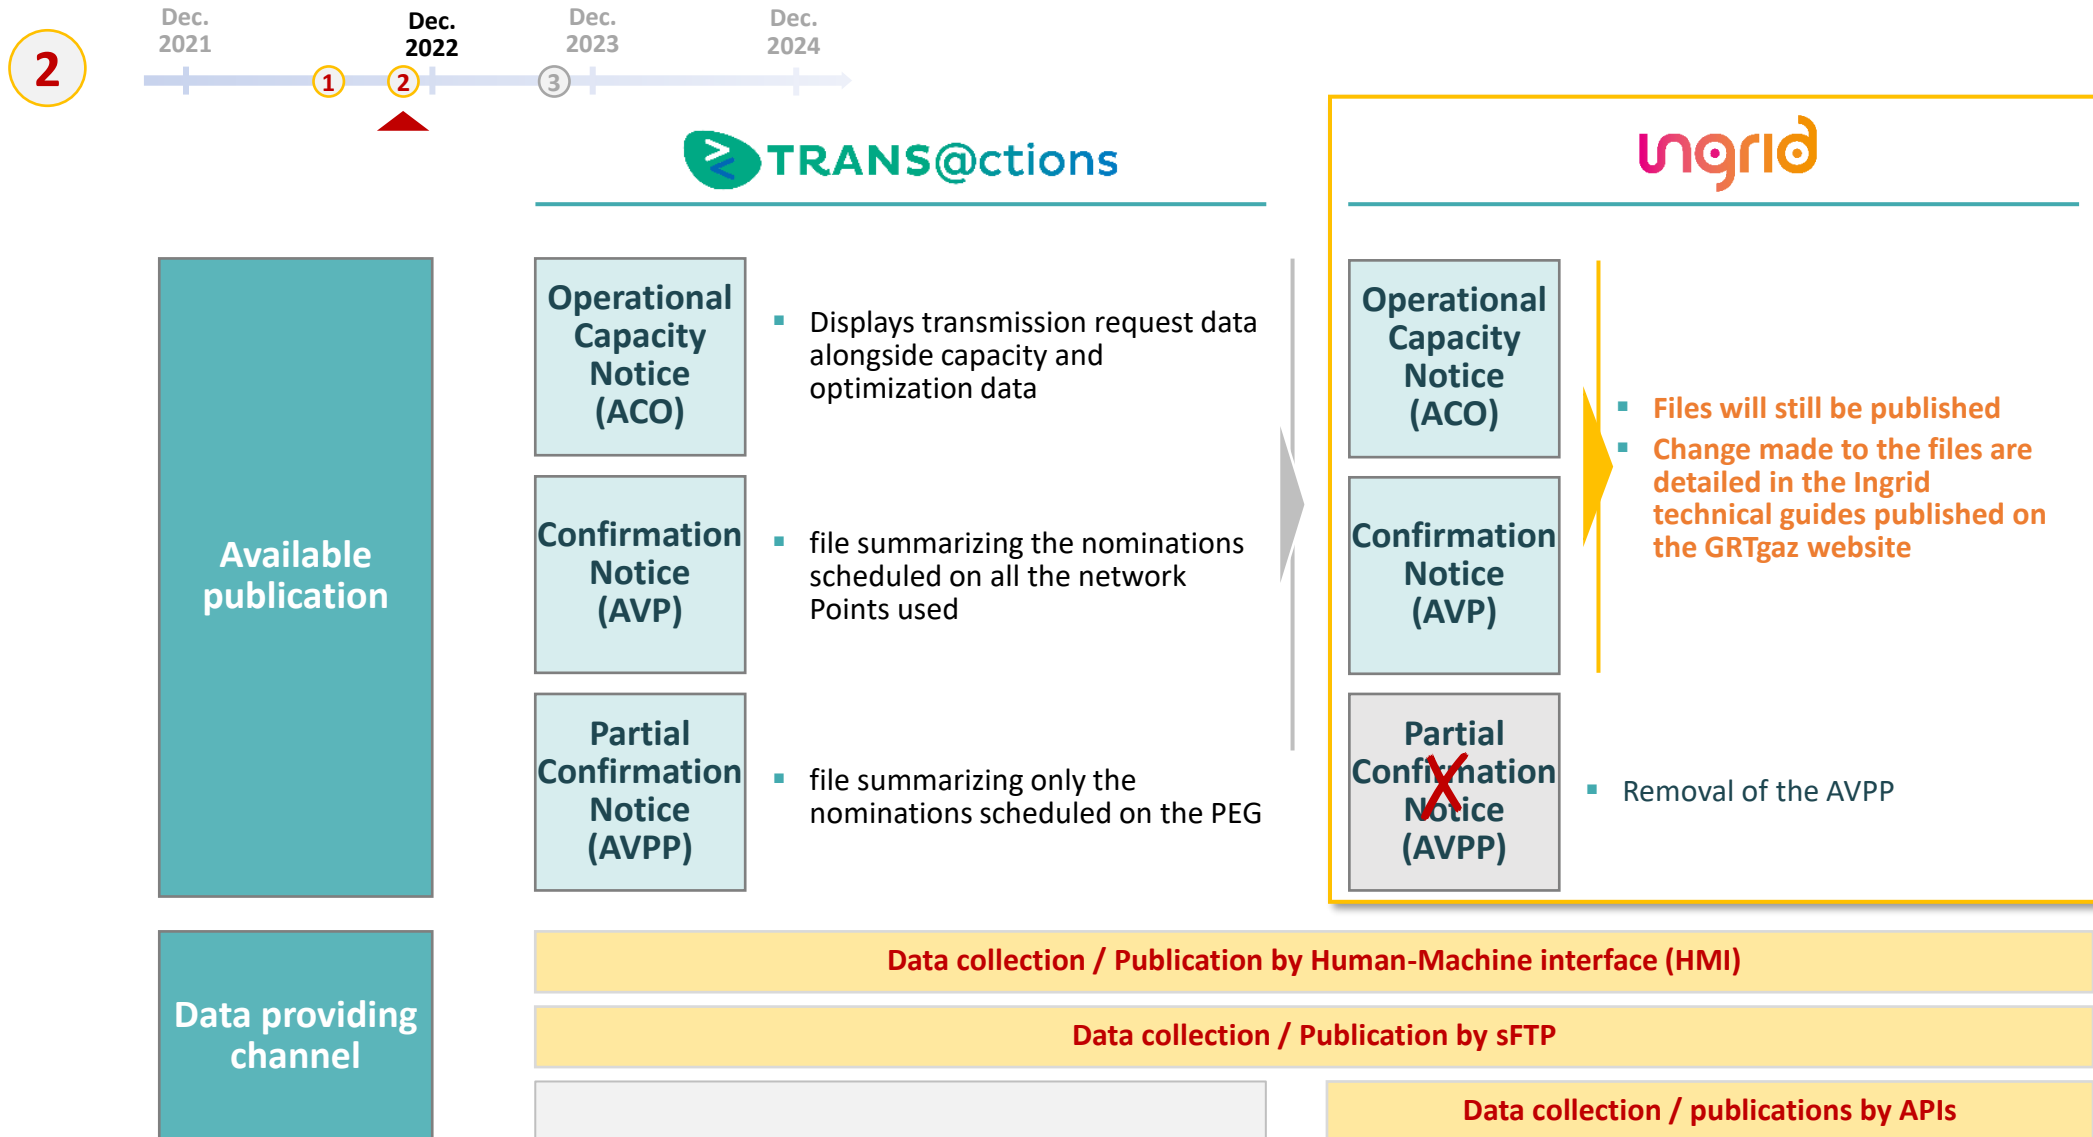 2
Dec.
2021
Dec.
2022
Dec.
2023
Dec.
2024
1
2
3
TRANS@ctions
ingrid
Available
publication
Operational
Capacity
Notice
(ACO)
▪ Displays transmission request data
alongside capacity and
optimization data
Confirmation
Notice
(AVP)
▪ file summarizing the nominations
scheduled on all the network
Points used
Partial
Confirmation
Notice
(AVPP)
▪ file summarizing only the
nominations scheduled on the PEG
Operational
Capacity
Notice
(ACO)
Confirmation
Notice
(AVP)
▪ Files will still be published
▪ Change made to the files are
detailed in the Ingrid
technical guides published on
the GRTgaz website
Partial
Confirmation
Notice
(AVPP)
▪ Removal of the AVPP
Data providing
channel
Data collection / Publication by Human-Machine interface (HMI)
Data collection / Publication by sFTP
Data collection / publications by APIs